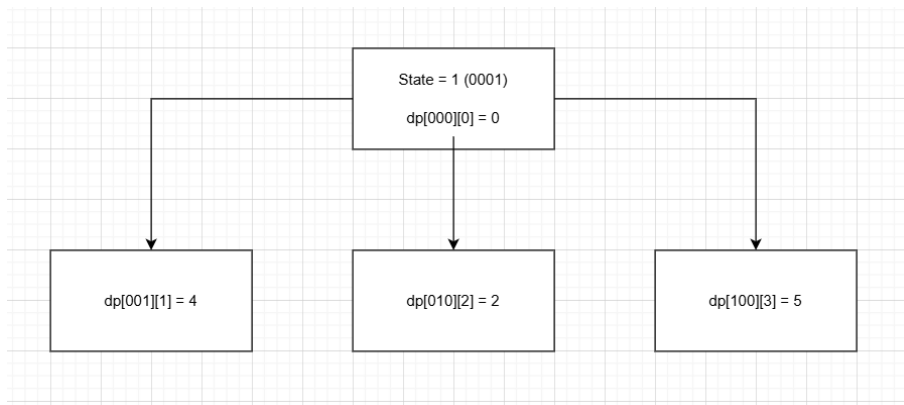 State = 1 (0001)
dp[000][0] = 0
dp[001][1] = 4
dp[010][2] = 2
dp[100][3] = 5